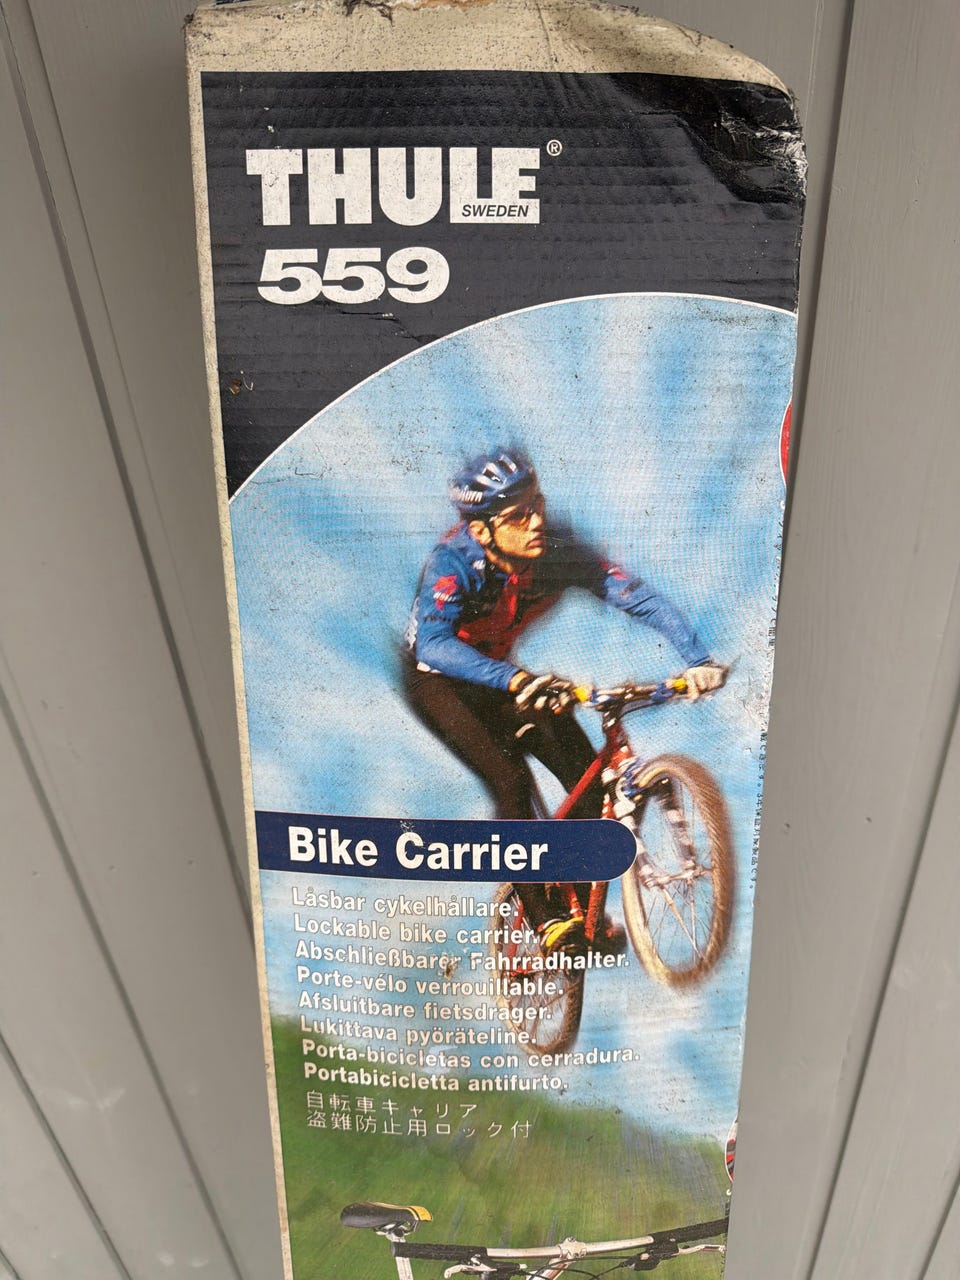 THULE®
SWEDEN
559
Bike Carrier
Låsbar cykelhållare.
Lockable bike carrier.
Abschließbarer Fahrradhalter.
Porte-vélo verrouillable.
Afsluitbare fietsdrager.
Lukittava pyöräteline.
Porta-bicicletas con cerradura.
Portabicicletta antifurto.
自転車キャリア
盗難防止用ロック付